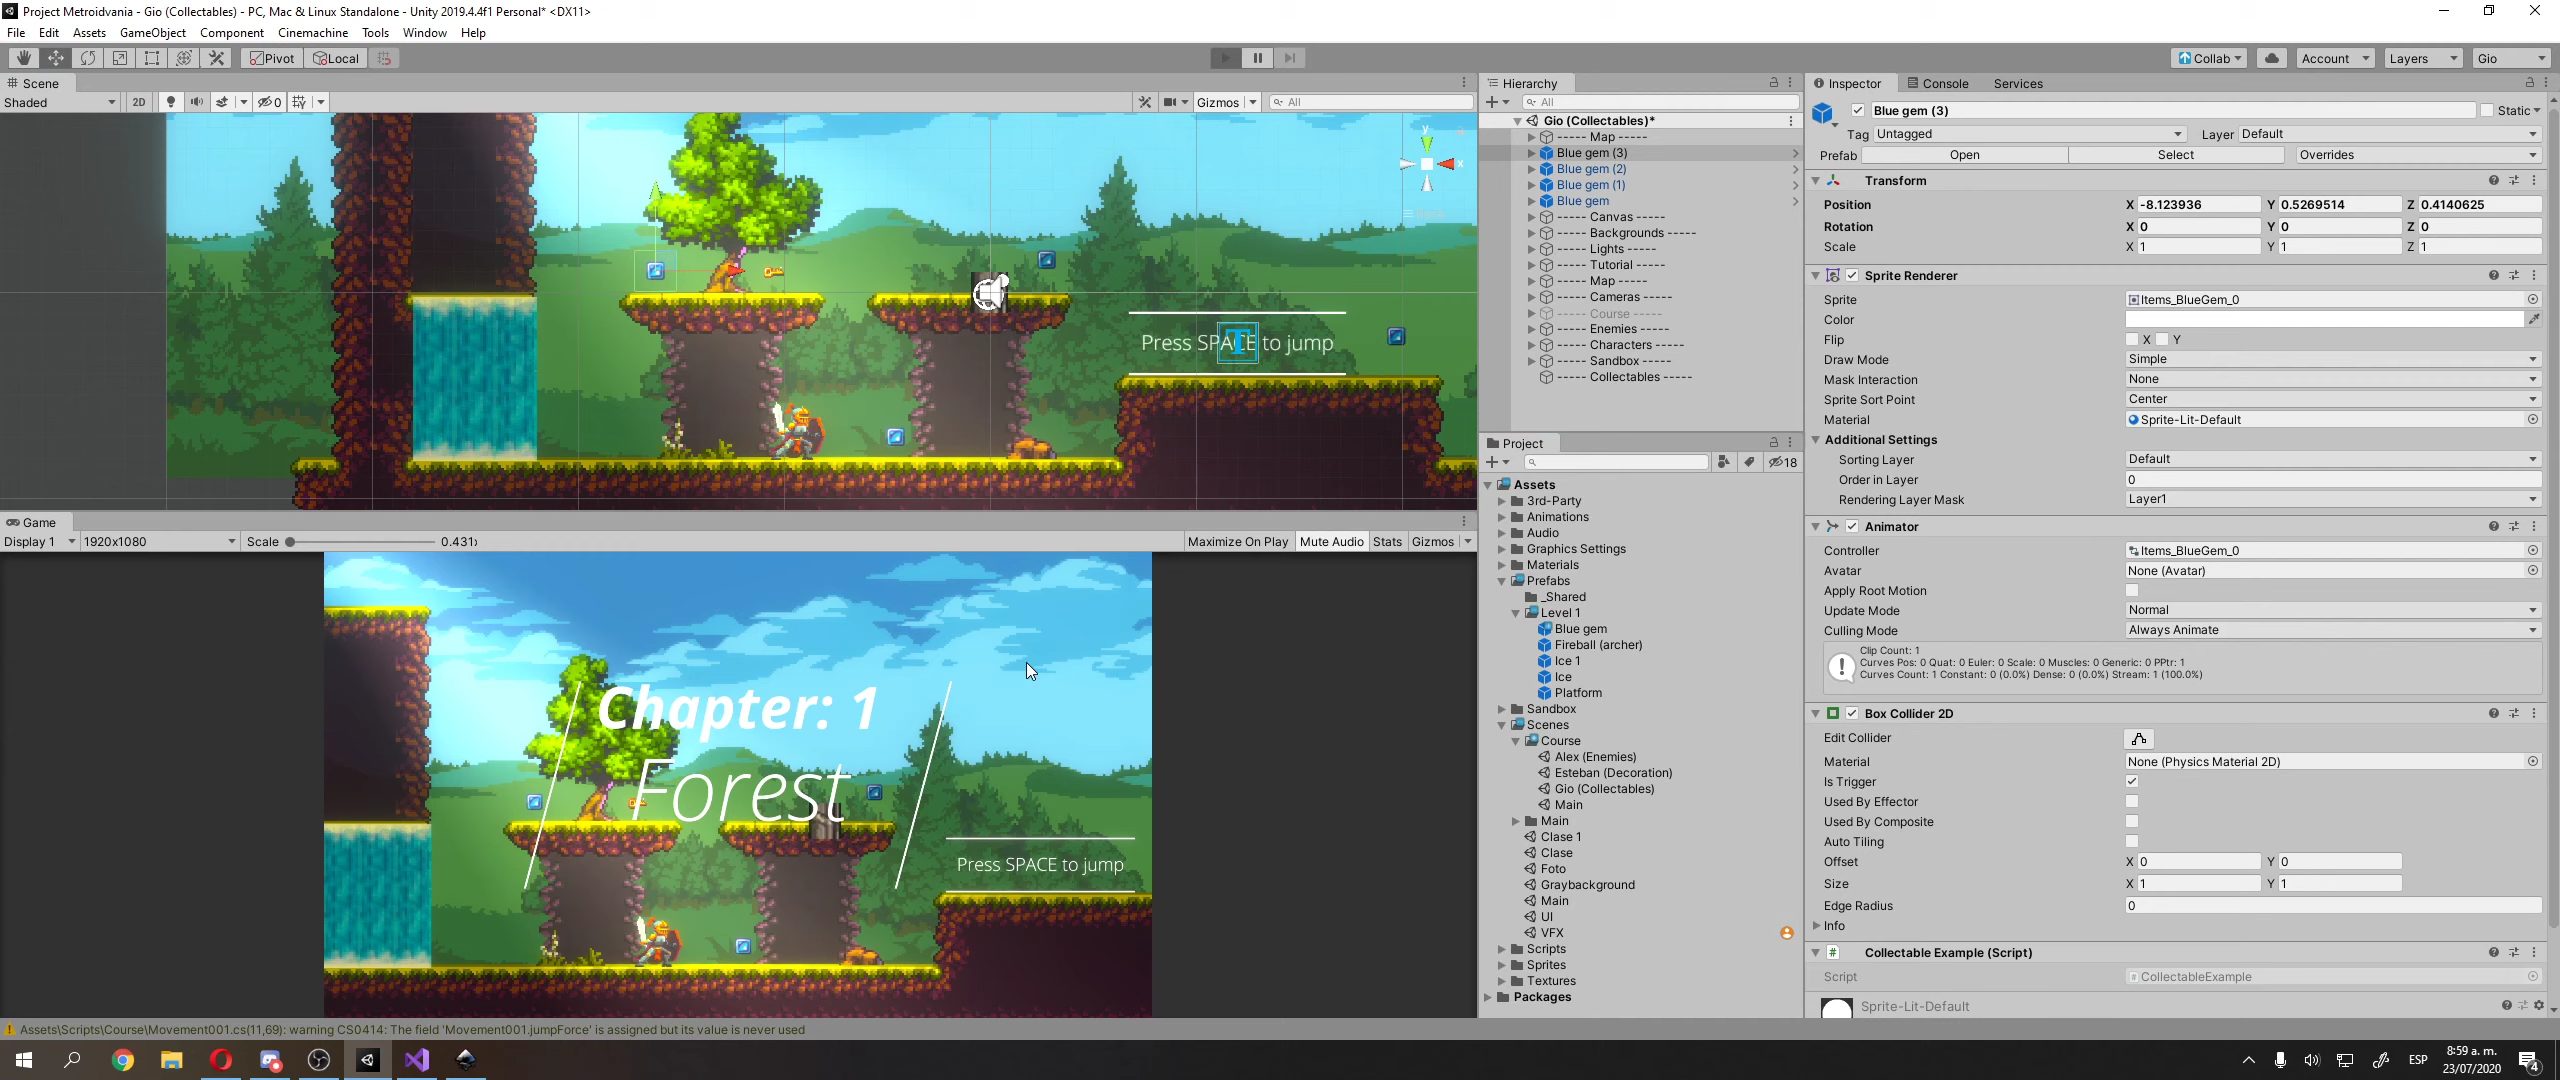 Project Metroidvania - Gio (Collectables) - PC, Mac & Linux Standalone - Unity 2019.4.4f1 Personal* <DX11>
File Edit Assets GameObject Component Cinemachine Tools Window Help
Pivot Local Collab Account Layers Gio
Scene
Shaded 2D 0 Gizmos All
y
x
Press SPACE to jump
Game
Display 1 1920x1080 Scale 0.431x Maximize On Play Mute Audio Stats Gizmos
Chapter: 1
Forest
Press SPACE to jump
Hierarchy
All
Gio (Collectables)*
----- Map -----
Blue gem (3)
Blue gem (2)
Blue gem (1)
Blue gem
----- Canvas -----
----- Backgrounds -----
----- Lights -----
----- Tutorial -----
----- Map -----
----- Cameras -----
----- Course -----
----- Enemies -----
----- Characters -----
----- Sandbox -----
----- Collectables -----
Project
18
Assets
3rd-Party
Animations
Audio
Graphics Settings
Materials
Prefabs
_Shared
Level 1
Blue gem
Fireball (archer)
Ice 1
Ice
Platform
Sandbox
Scenes
Course
Alex (Enemies)
Esteban (Decoration)
Gio (Collectables)
Main
Main
Clase 1
Clase
Foto
Graybackground
Main
UI
VFX
Scripts
Sprites
Textures
Packages
Inspector Console Services
Blue gem (3) Static
Tag Untagged Layer Default
Prefab Open Select Overrides
Transform
Position X -8.123936 Y 0.5269514 Z 0.4140625
Rotation X 0 Y 0 Z 0
Scale X 1 Y 1 Z 1
Sprite Renderer
Sprite Items_BlueGem_0
Color
Flip X Y
Draw Mode Simple
Mask Interaction None
Sprite Sort Point Center
Material Sprite-Lit-Default
Additional Settings
Sorting Layer Default
Order in Layer 0
Rendering Layer Mask Layer1
Animator
Controller Items_BlueGem_0
Avatar None (Avatar)
Apply Root Motion
Update Mode Normal
Culling Mode Always Animate
Clip Count: 1
Curves Pos: 0 Quat: 0 Euler: 0 Scale: 0 Muscles: 0 Generic: 0 PPtr: 1
Curves Count: 1 Constant: 0 (0.0%) Dense: 0 (0.0%) Stream: 1 (100.0%)
Box Collider 2D
Edit Collider
Material None (Physics Material 2D)
Is Trigger
Used By Effector
Used By Composite
Auto Tiling
Offset X 0 Y 0
Size X 1 Y 1
Edge Radius 0
Info
Collectable Example (Script)
Script CollectableExample
Sprite-Lit-Default
Assets\Scripts\Course\Movement001.cs(11,69): warning CS0414: The field 'Movement001.jumpForce' is assigned but its value is never used
ESP
8:59 a. m.
23/07/2020
4